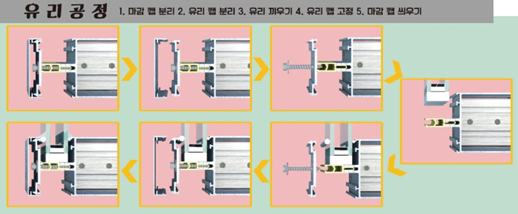 유리공정 1. 마감 캡 분리 2. 유리 캡 분리 3. 유리 끼우기 4. 유리 캡 고정 5. 마감 캡 씌우기